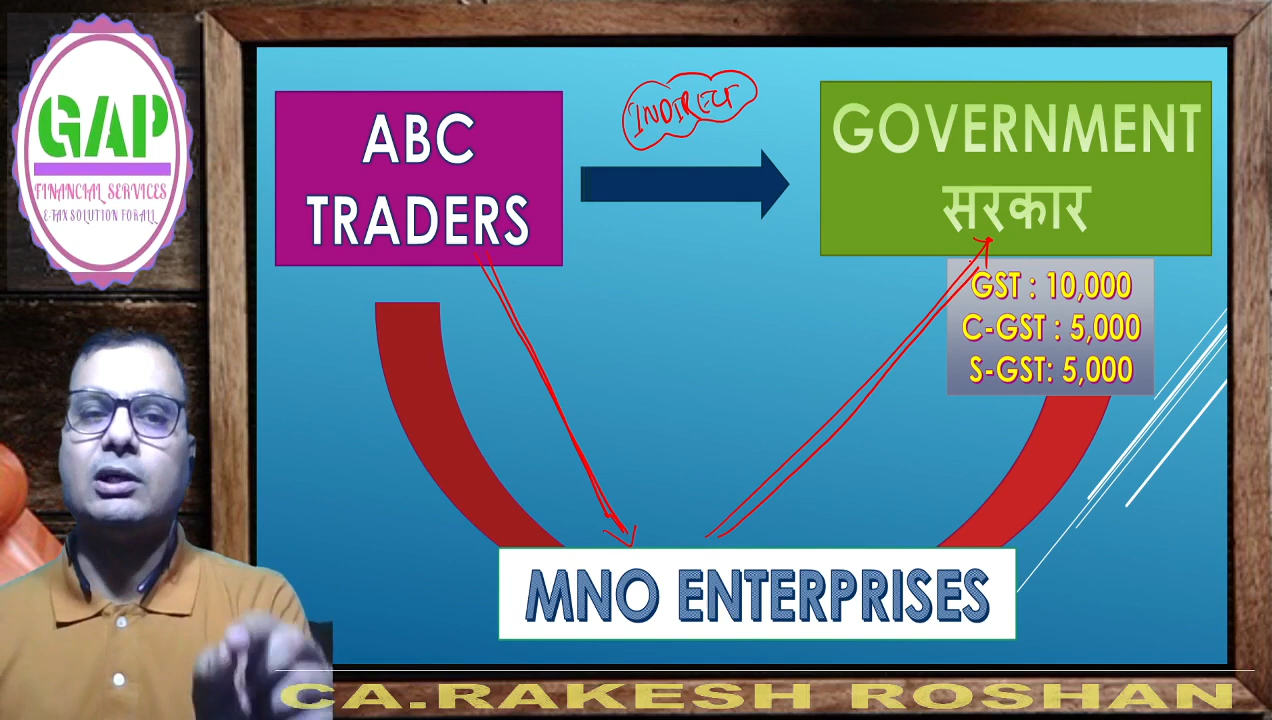 GAP
FINANCIAL SERVICES
E-TAX SOLUTION FOR ALL
ABC
TRADERS
INDIRECT
GOVERNMENT
सरकार
GST : 10,000
C-GST : 5,000
S-GST: 5,000
MNO ENTERPRISES
CA.RAKESH ROSHAN